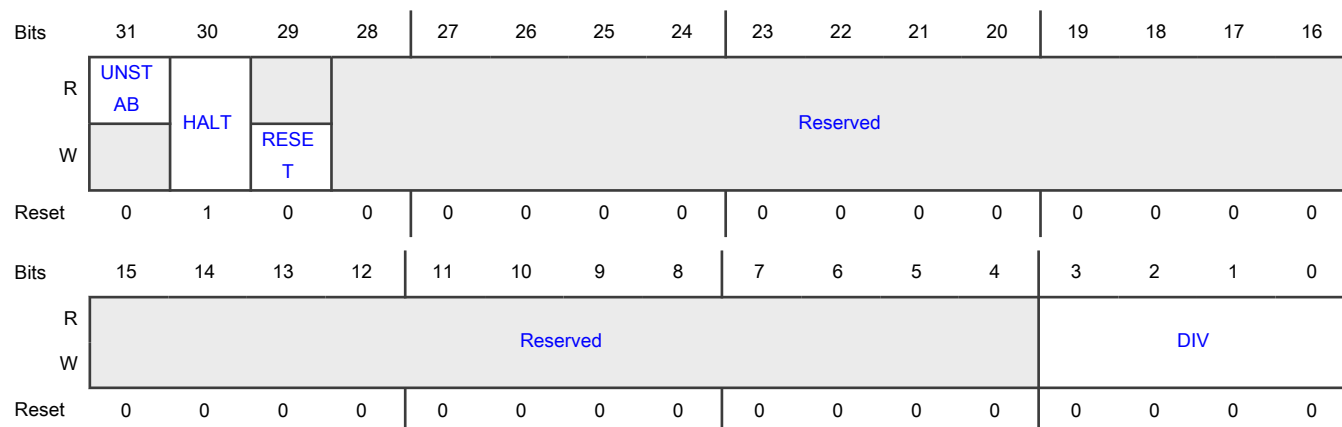 Bits 31 30 29 28 27 26 25 24 23 22 21 20 19 18 17 16
R UNST
AB
HALT Reserved
W RESE
T
Reset 0 1 0 0 0 0 0 0 0 0 0 0 0 0 0 0
Bits 15 14 13 12 11 10 9 8 7 6 5 4 3 2 1 0
R
Reserved DIV
W
Reset 0 0 0 0 0 0 0 0 0 0 0 0 0 0 0 0